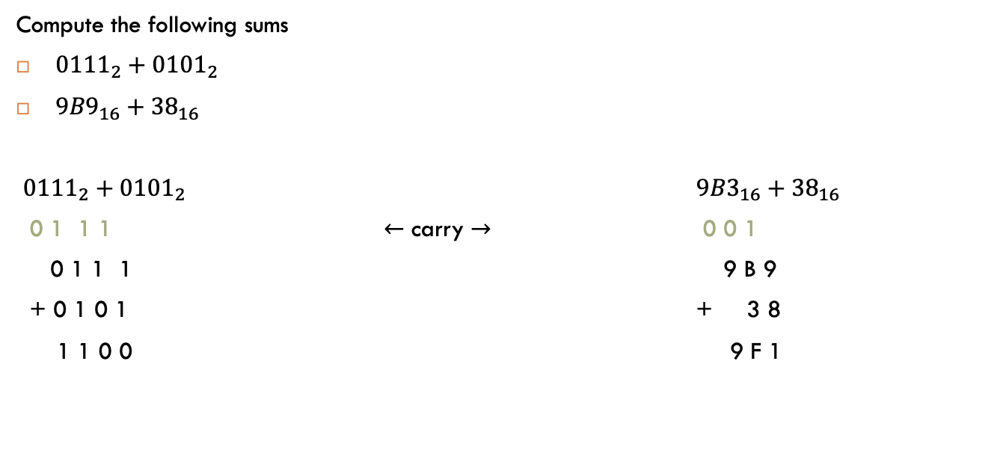 Compute the following sums
□ 0111₂ + 0101₂
□ 9B9₁₆ + 38₁₆
0111₂ + 0101₂
0 1 1 1
0 1 1 1
+ 0 1 0 1
1 1 0 0
← carry →
9B3₁₆ + 38₁₆
0 0 1
9 B 9
+ 3 8
9 F 1